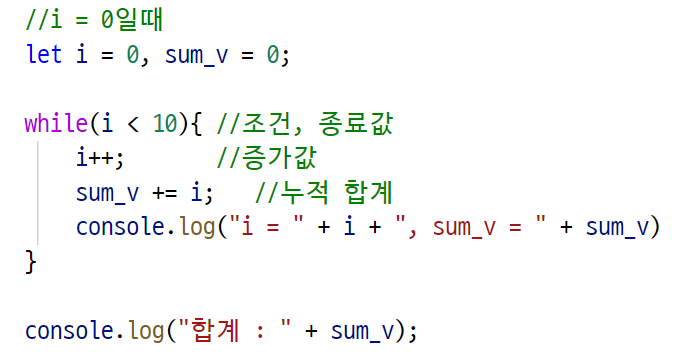 //i = 0일때
let i = 0, sum_v = 0;
while(i < 10){ //조건, 종료값
i++; //증가값
sum_v += i; //누적 합계
console.log("i = " + i + ", sum_v = " + sum_v)
}
console.log("합계 : " + sum_v);